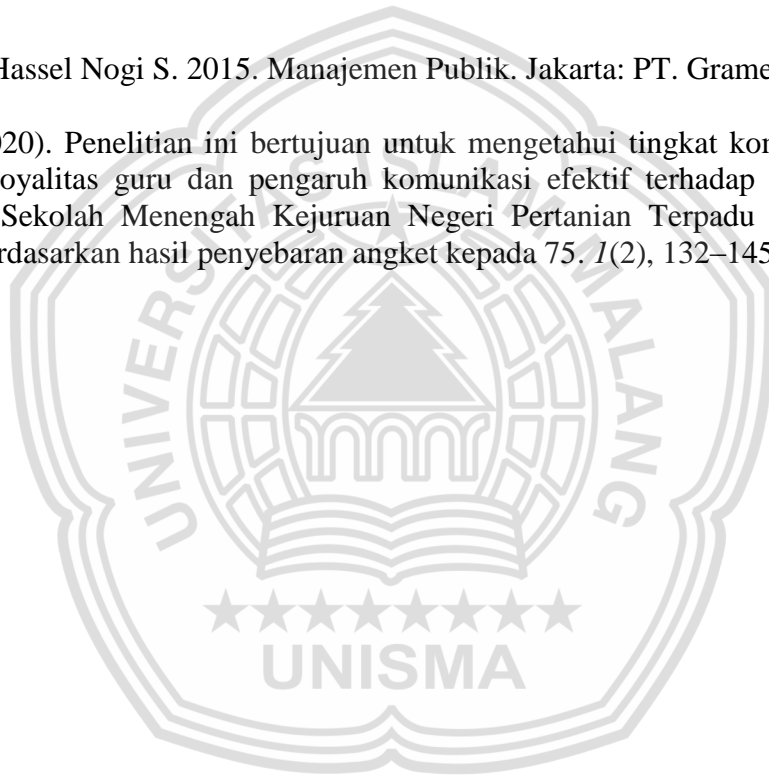 Hassel Nogi S. 2015. Manajemen Publik. Jakarta: PT. Grame
020). Penelitian ini bertujuan untuk mengetahui tingkat kor
oyalitas guru dan pengaruh komunikasi efektif terhadap
Sekolah Menengah Kejuruan Negeri Pertanian Terpadu
rdasarkan hasil penyebaran angket kepada 75. 1(2), 132–145
UNIVERSITAS ISLAM MALANG
UNISMA